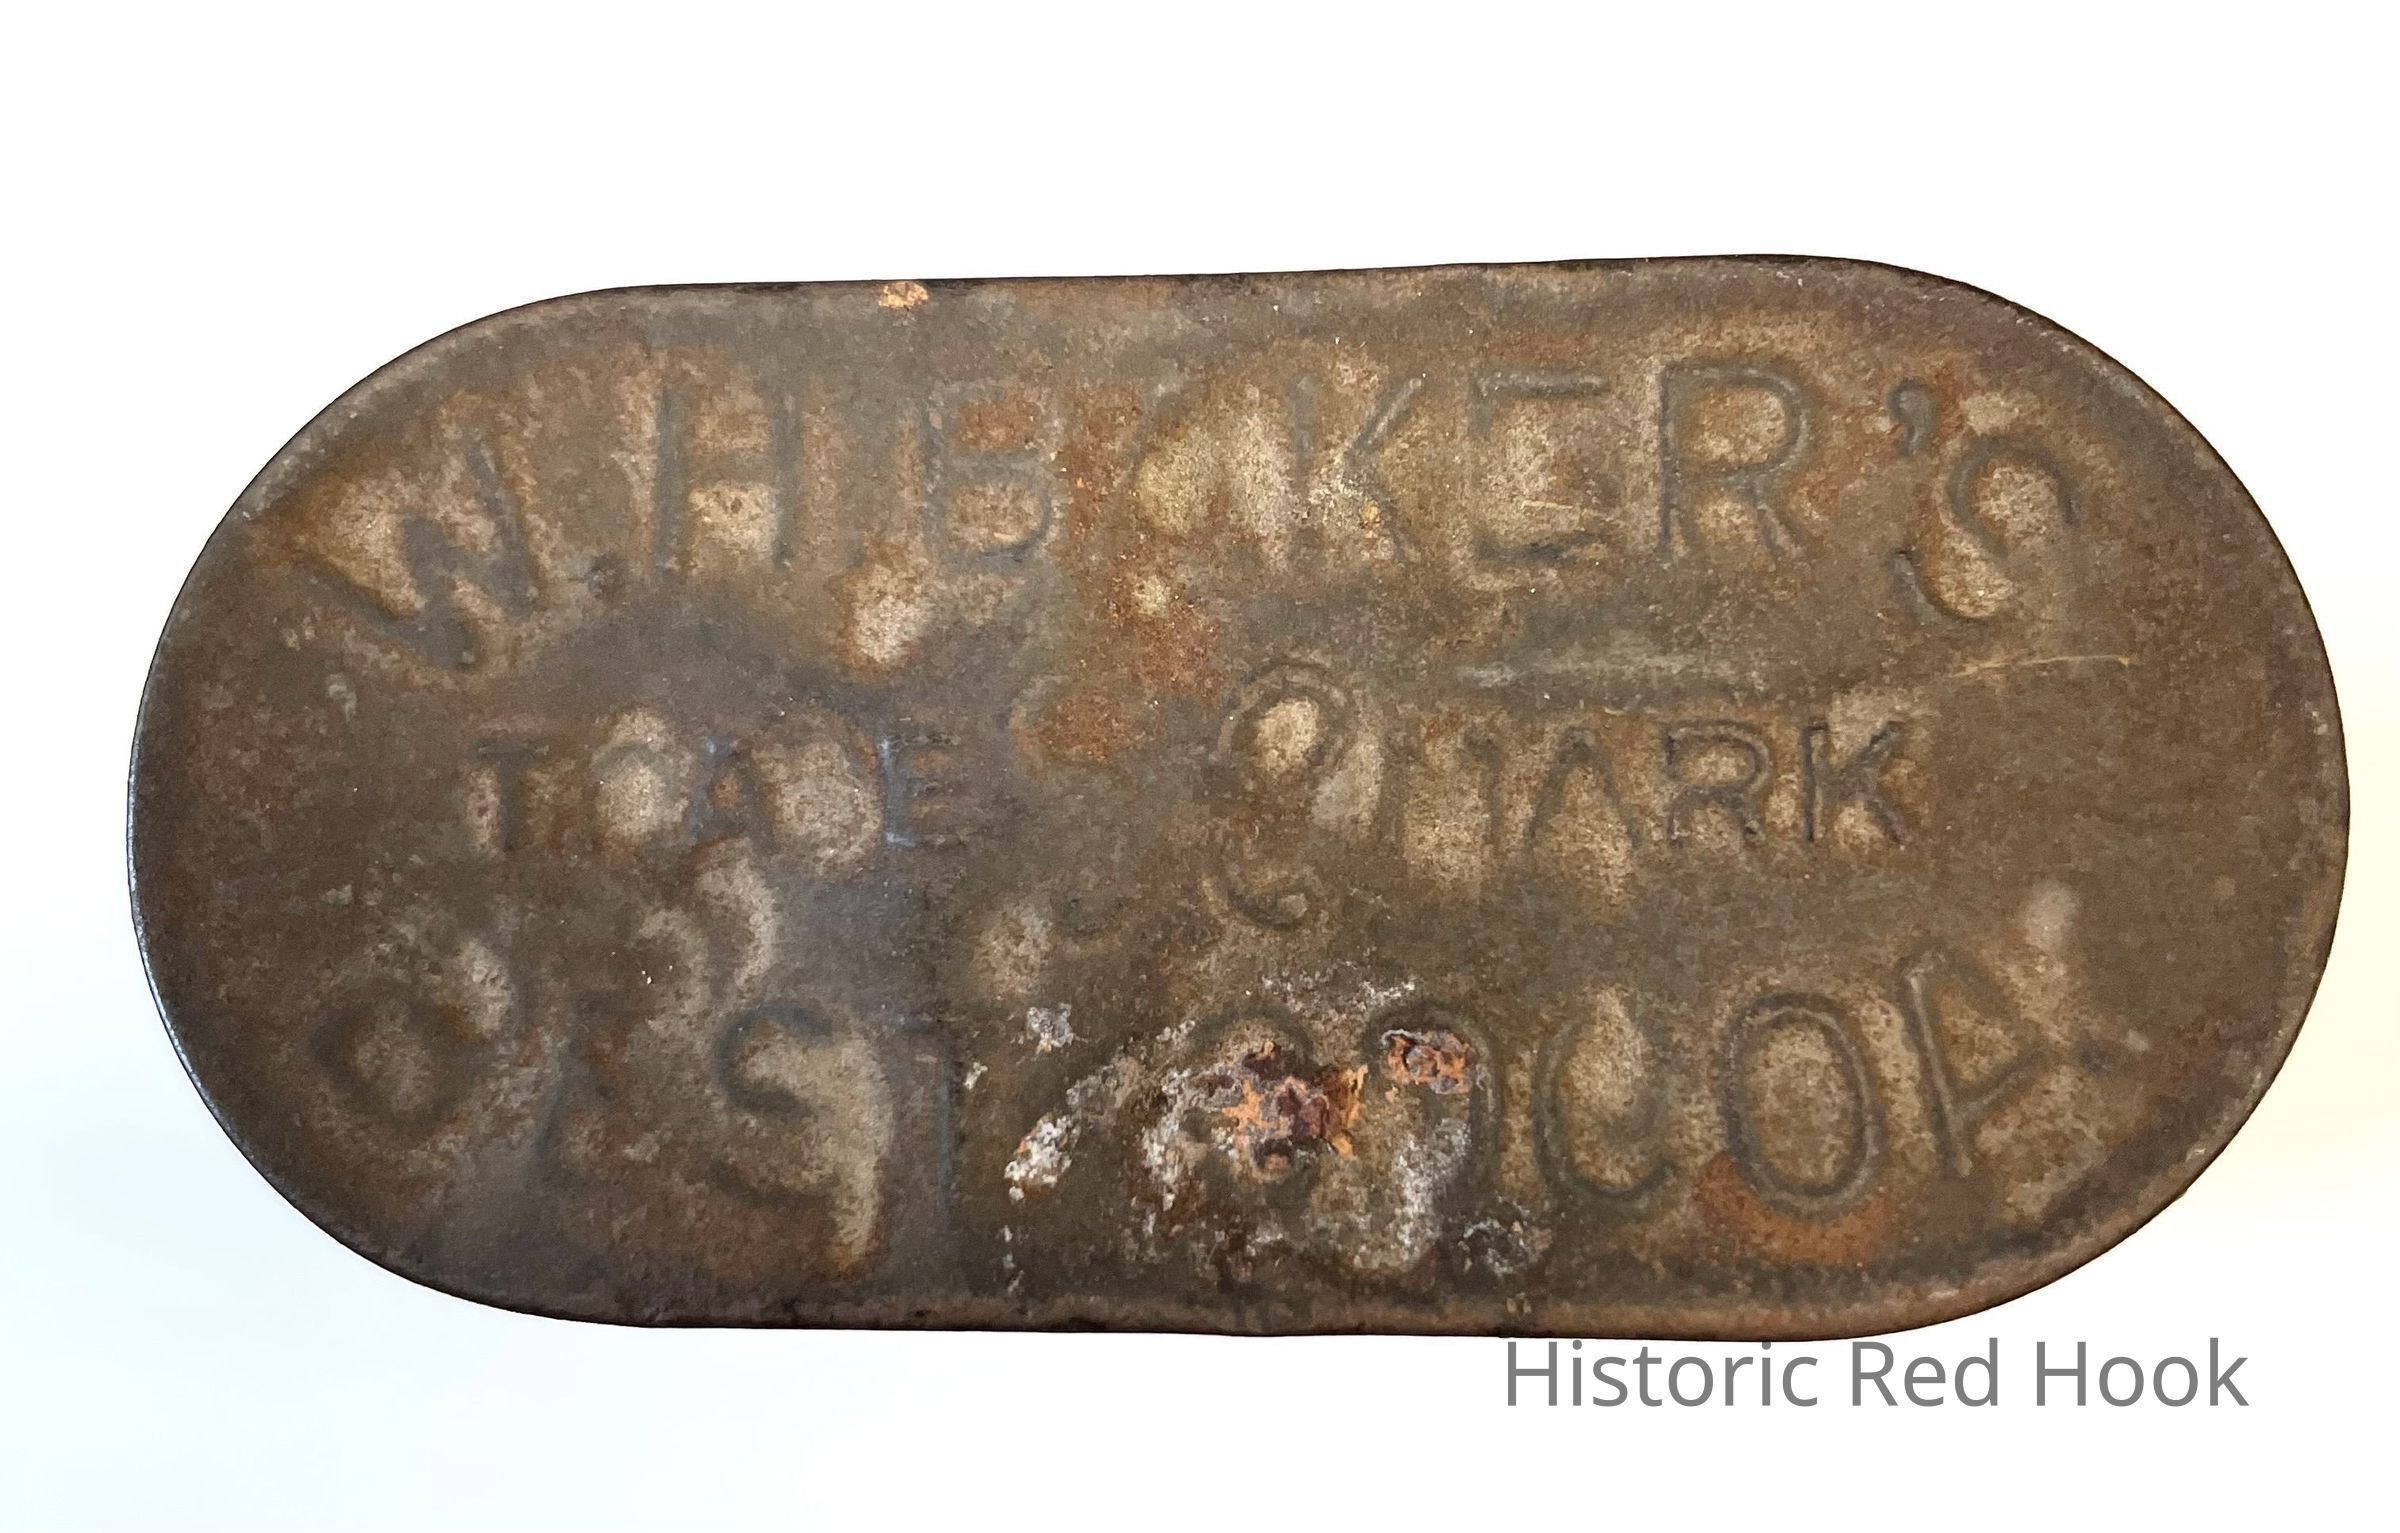 W.H.BAKER'S
TRADE MARK
BEST COCOA
Historic Red Hook